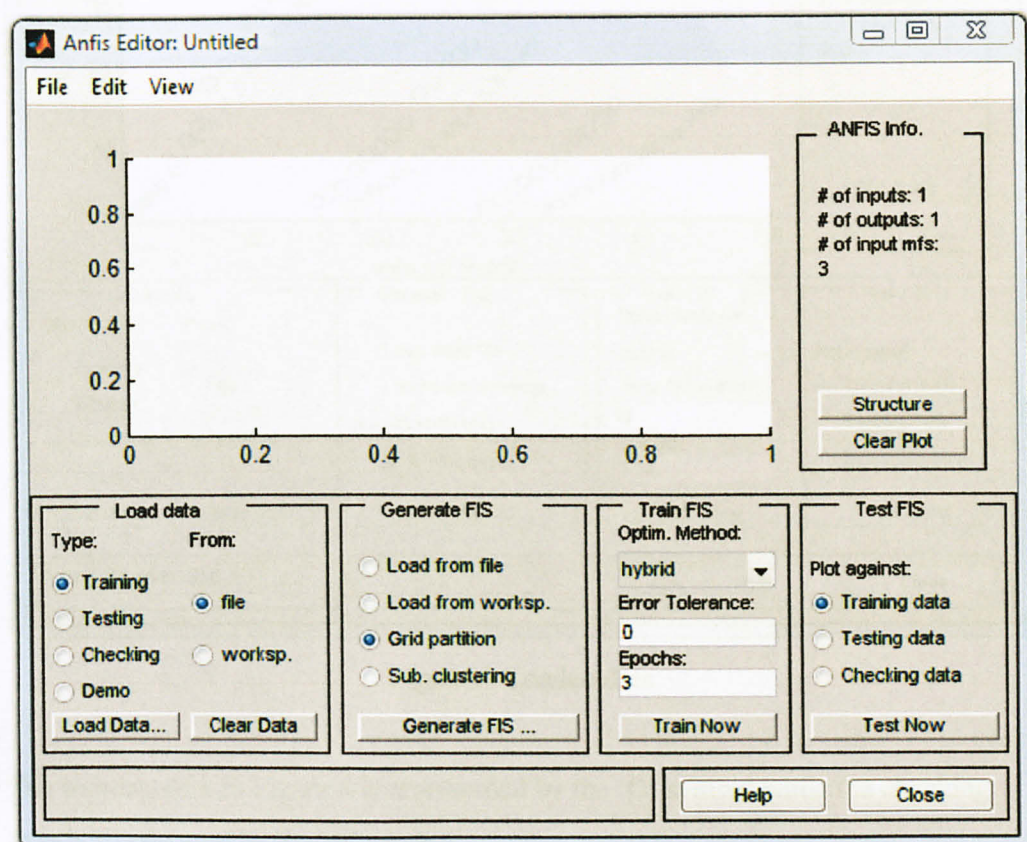 Anfis Editor: Untitled
File Edit View
ANFIS Info.
# of inputs: 1
# of outputs: 1
# of input mfs:
3
Structure
Clear Plot
1
0.8
0.6
0.4
0.2
0
0 0.2 0.4 0.6 0.8 1
Load data
Type: From:
Training
file
Testing
Checking
worksp.
Demo
Load Data... Clear Data
Generate FIS
Load from file
Load from worksp.
Grid partition
Sub. clustering
Generate FIS ...
Train FIS
Optim. Method:
hybrid
Error Tolerance:
0
Epochs:
3
Train Now
Test FIS
Plot against:
Training data
Testing data
Checking data
Test Now
Help Close